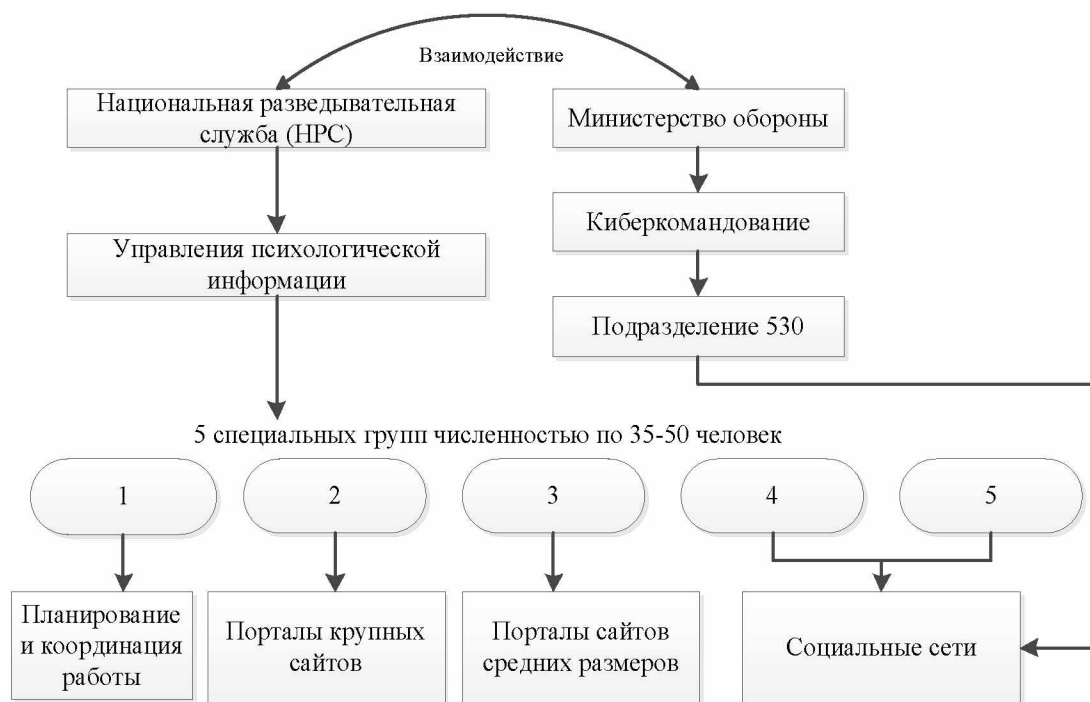 Взаимодействие
Национальная разведывательная
служба (НРС)
Министерство обороны
Киберкомандование
Управления психологической
информации
Подразделение 530
5 специальных групп численностью по 35-50 человек
1
2
3
4
5
Планирование
и координация
работы
Порталы крупных
сайтов
Порталы сайтов
средних размеров
Социальные сети